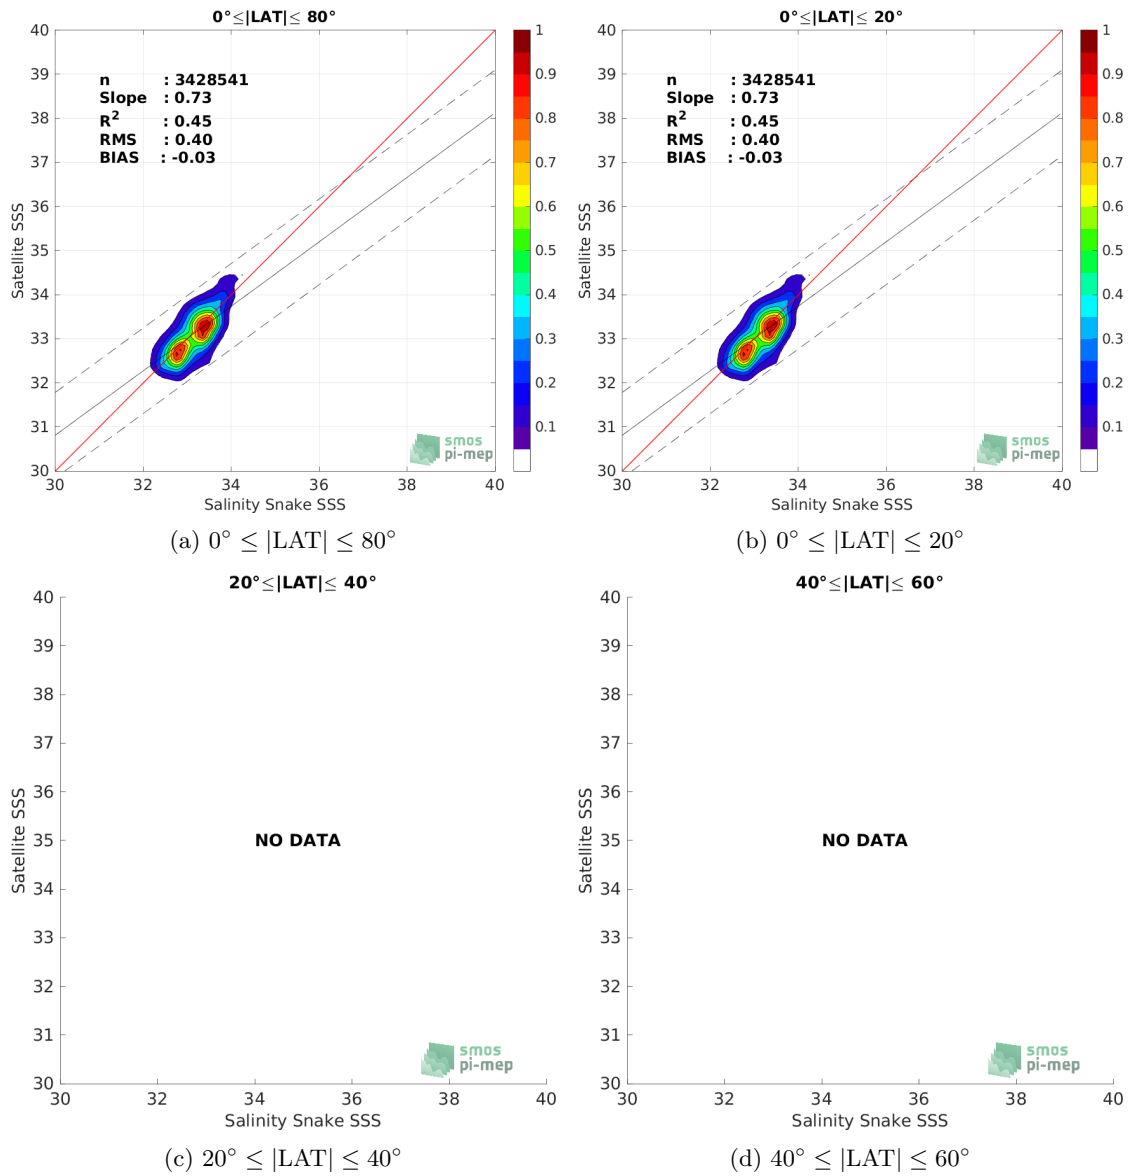 0°≤|LAT|≤ 80°
40
39
38
37
36
35
34
33
32
31
30
Satellite SSS
n : 3428541
Slope : 0.73
R2 : 0.45
RMS : 0.40
BIAS : -0.03
1
0.9
0.8
0.7
0.6
0.5
0.4
0.3
0.2
0.1
smos
pi-mep
30 32 34 36 38 40
Salinity Snake SSS
(a) 0° ≤ |LAT| ≤ 80°
0°≤|LAT|≤ 20°
40
39
38
37
36
35
34
33
32
31
30
Satellite SSS
n : 3428541
Slope : 0.73
R2 : 0.45
RMS : 0.40
BIAS : -0.03
1
0.9
0.8
0.7
0.6
0.5
0.4
0.3
0.2
0.1
smos
pi-mep
30 32 34 36 38 40
Salinity Snake SSS
(b) 0° ≤ |LAT| ≤ 20°
20°≤|LAT|≤ 40°
40
39
38
37
36
35
34
33
32
31
30
Satellite SSS
NO DATA
smos
pi-mep
30 32 34 36 38 40
Salinity Snake SSS
(c) 20° ≤ |LAT| ≤ 40°
40°≤|LAT|≤ 60°
40
39
38
37
36
35
34
33
32
31
30
Satellite SSS
NO DATA
smos
pi-mep
30 32 34 36 38 40
Salinity Snake SSS
(d) 40° ≤ |LAT| ≤ 60°